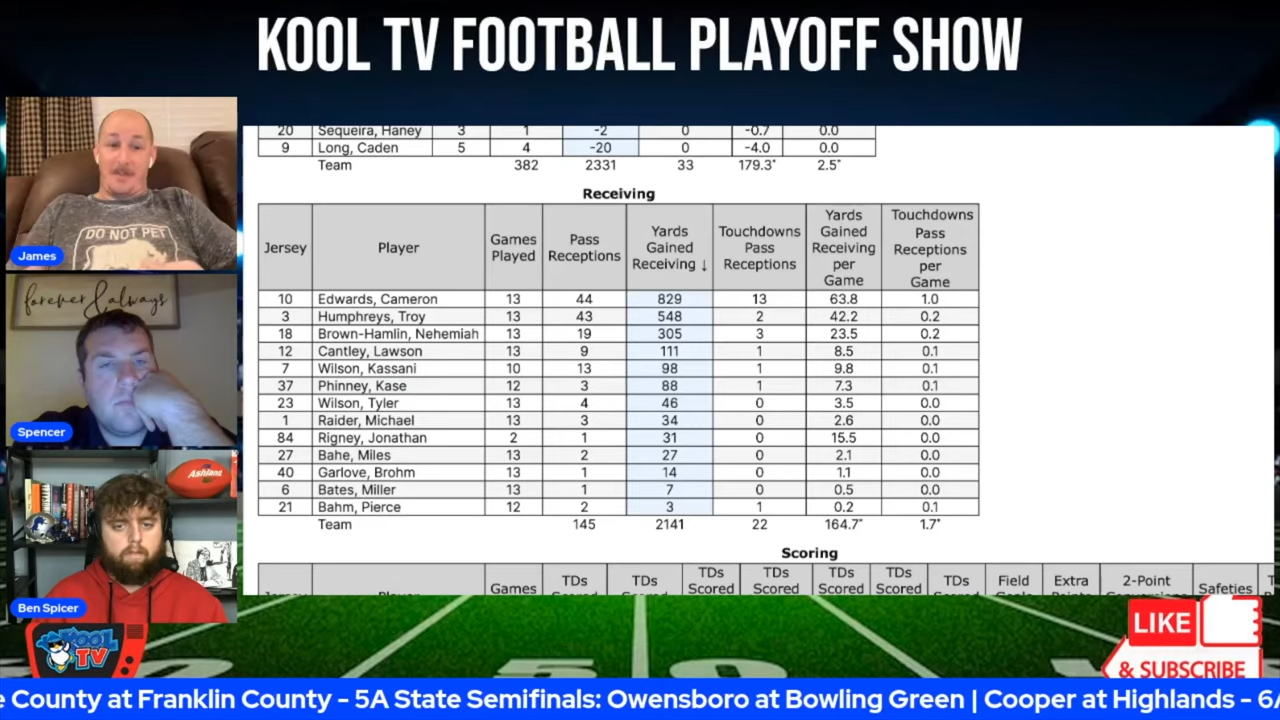 KOOL TV FOOTBALL PLAYOFF SHOW
James
DO NOT PET
forever & always
Spencer
Ashland
Ben Spicer
KOOL
TV
20 Sequeira, Haney 3 1 -2 0 -0.7 0.0
9 Long, Caden 5 4 -20 0 -4.0 0.0
Team 382 2331 33 179.3* 2.5*
Receiving
Jersey Player Games Played Pass Receptions Yards Gained Receiving ↓ Touchdowns Pass Receptions Yards Gained Receiving per Game Touchdowns Pass Receptions per Game
10 Edwards, Cameron 13 44 829 13 63.8 1.0
3 Humphreys, Troy 13 43 548 2 42.2 0.2
18 Brown-Hamlin, Nehemiah 13 19 305 3 23.5 0.2
12 Cantley, Lawson 13 9 111 1 8.5 0.1
7 Wilson, Kassani 10 13 98 1 9.8 0.1
37 Phinney, Kase 12 3 88 1 7.3 0.1
23 Wilson, Tyler 13 4 46 0 3.5 0.0
1 Raider, Michael 13 3 34 0 2.6 0.0
84 Rigney, Jonathan 2 1 31 0 15.5 0.0
27 Bahe, Miles 13 2 27 0 2.1 0.0
40 Garlove, Brohm 13 1 14 0 1.1 0.0
6 Bates, Miller 13 1 7 0 0.5 0.0
21 Bahm, Pierce 12 2 3 1 0.2 0.1
Team 145 2141 22 164.7* 1.7*
Scoring
Jersey Player Games TDs Scored TDs Scored TDs Scored TDs Scored TDs Scored TDs Scored TDs Field Goals Extra Points 2-Point Conversions Safeties
5 0
LIKE
& SUBSCRIBE
e County at Franklin County - 5A State Semifinals: Owensboro at Bowling Green | Cooper at Highlands - 6A